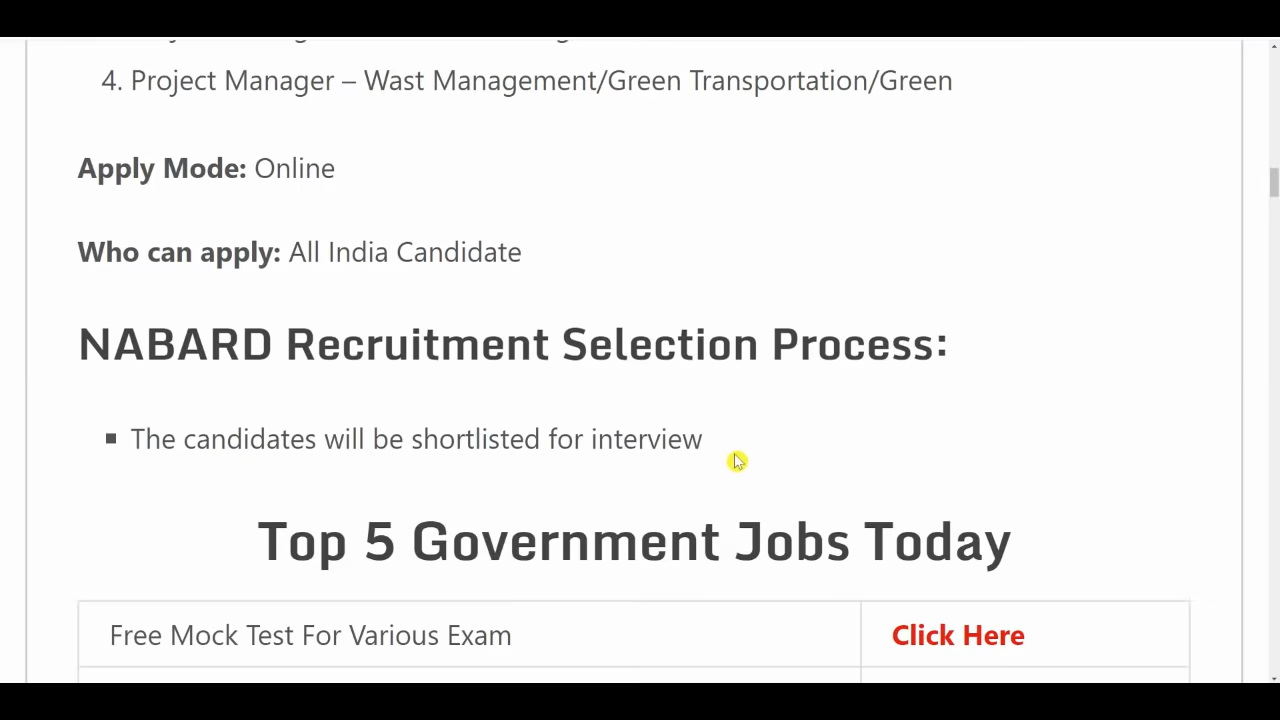 4. Project Manager – Wast Management/Green Transportation/Green
Apply Mode: Online
Who can apply: All India Candidate
NABARD Recruitment Selection Process:
▪ The candidates will be shortlisted for interview
Top 5 Government Jobs Today
Free Mock Test For Various Exam Click Here